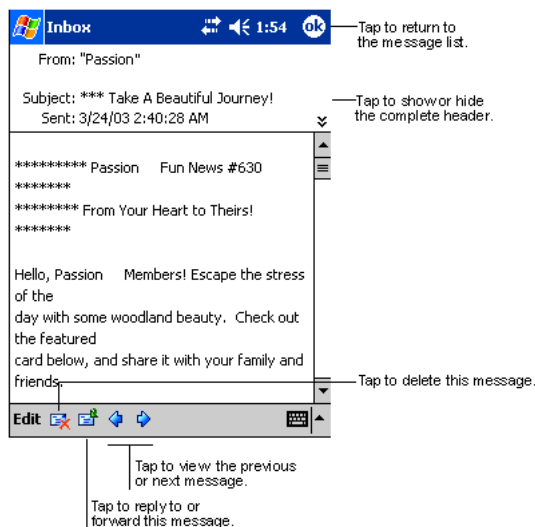 Inbox 1:54 ok
Tap to return to
the message list.
From: "Passion"
Subject: *** Take A Beautiful Journey!
Sent: 3/24/03 2:40:28 AM
Tap to show or hide
the complete header.
********* Passion Fun News #630
*******
******** From Your Heart to Theirs!
*******
Hello, Passion Members! Escape the stress
of the
day with some woodland beauty. Check out
the featured
card below, and share it with your family and
friends.
Tap to delete this message.
Edit
Tap to view the previous
or next message.
Tap to reply to or
forward this message.